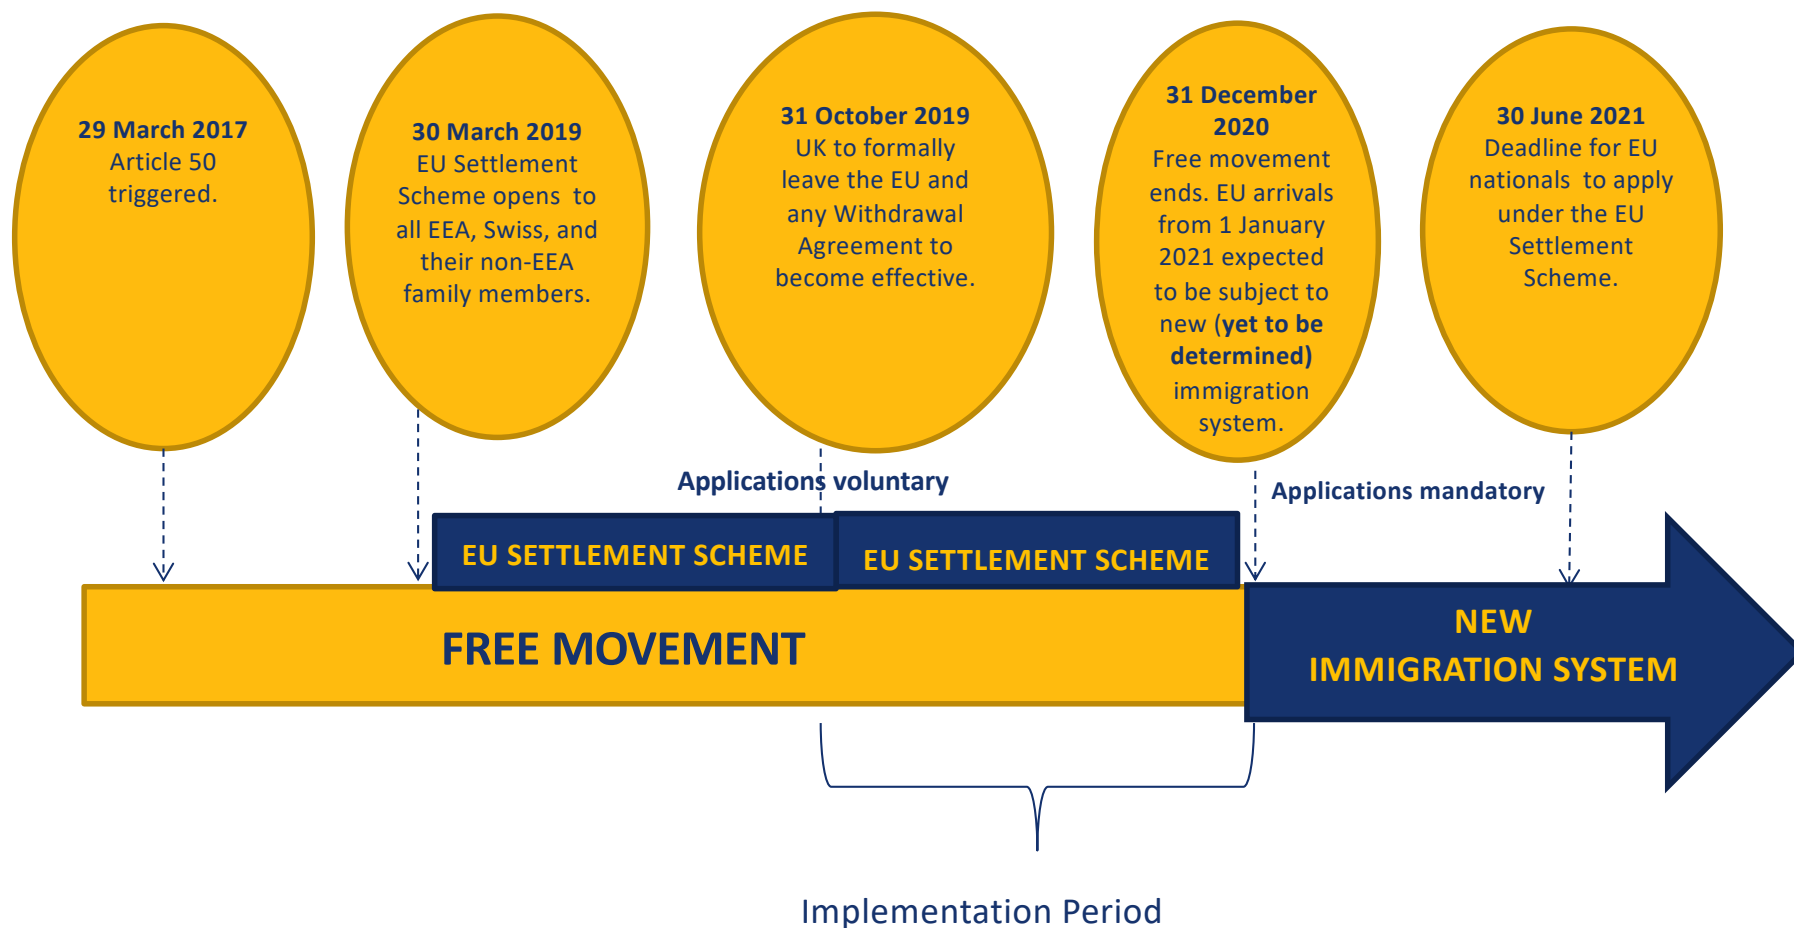 29 March 2017
Article 50
triggered.
30 March 2019
EU Settlement
Scheme opens to
all EEA, Swiss, and
their non-EEA
family members.
31 October 2019
UK to formally
leave the EU and
any Withdrawal
Agreement to
become effective.
31 December
2020
Free movement
ends. EU arrivals
from 1 January
2021 expected
to be subject to
new (yet to be
determined)
immigration
system.
30 June 2021
Deadline for EU
nationals to apply
under the EU
Settlement
Scheme.
Applications voluntary
Applications mandatory
EU SETTLEMENT SCHEME
EU SETTLEMENT SCHEME
FREE MOVEMENT
NEW
IMMIGRATION SYSTEM
Implementation Period